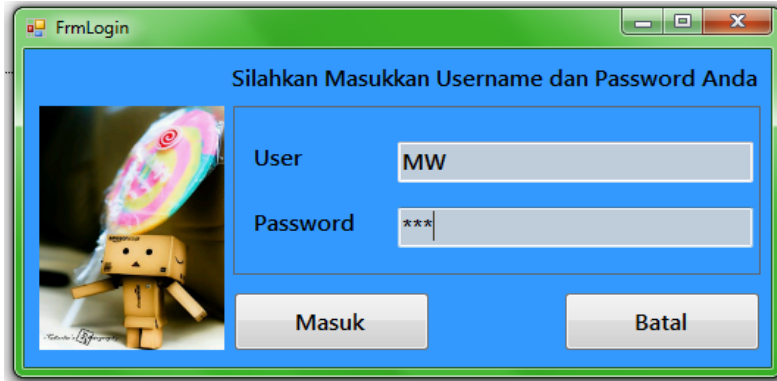 FrmLogin
Silahkan Masukkan Username dan Password Anda
User
MW
Password
***
Masuk
Batal